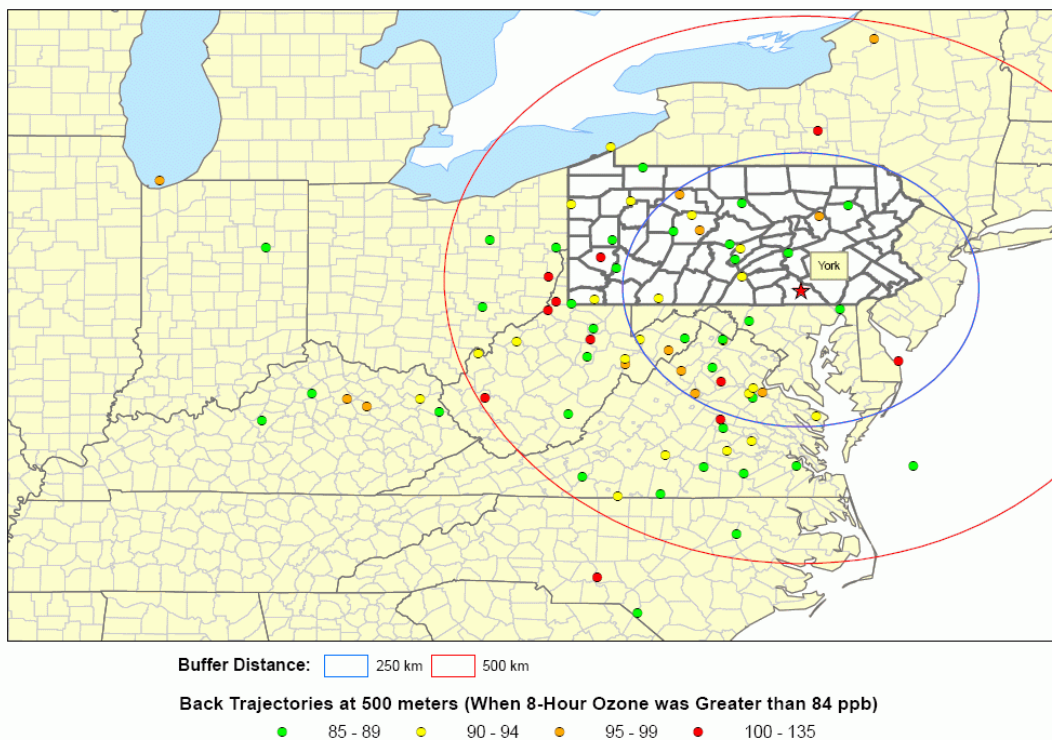 York
Buffer Distance: 250 km 500 km
Back Trajectories at 500 meters (When 8-Hour Ozone was Greater than 84 ppb)
85 - 89 90 - 94 95 - 99 100 - 135